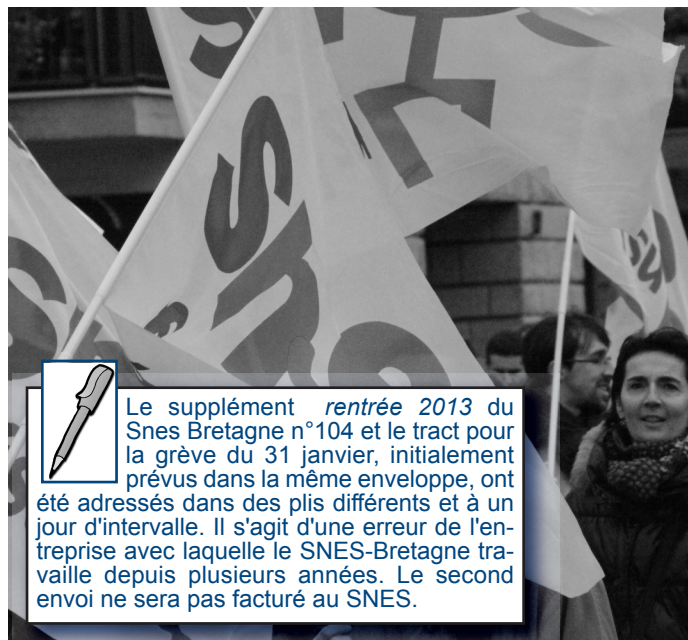 Snes
Le supplément rentrée 2013 du
Snes Bretagne n°104 et le tract pour
la grève du 31 janvier, initialement
prévus dans la même enveloppe, ont
été adressés dans des plis différents et à un
jour d'intervalle. Il s'agit d'une erreur de l'en-
treprise avec laquelle le SNES-Bretagne tra-
vaille depuis plusieurs années. Le second
envoi ne sera pas facturé au SNES.